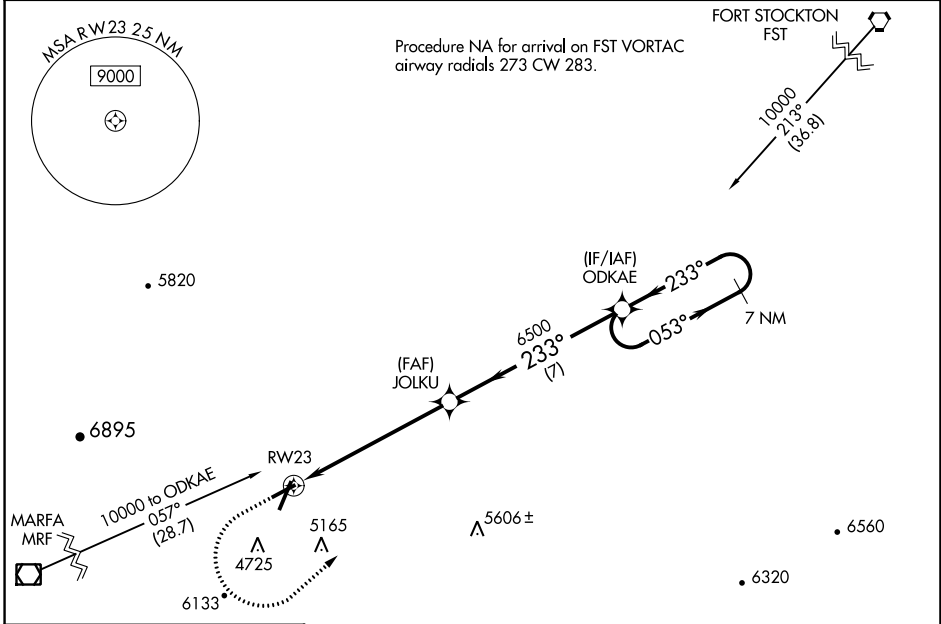 MSA RW23 25 NM
9000
Procedure NA for arrival on FST VORTAC
airway radials 273 CW 283.
FORT STOCKTON
FST
10000
213°
(36.8)
5820
(IF/IAF)
ODKAE
233°
053°
7 NM
6500
233°
(7)
(FAF)
JOLKU
6895
RW23
10000 to ODKAE
057°
(28.7)
MARFA
MRF
4725
5165
5606±
6560
6320
6133